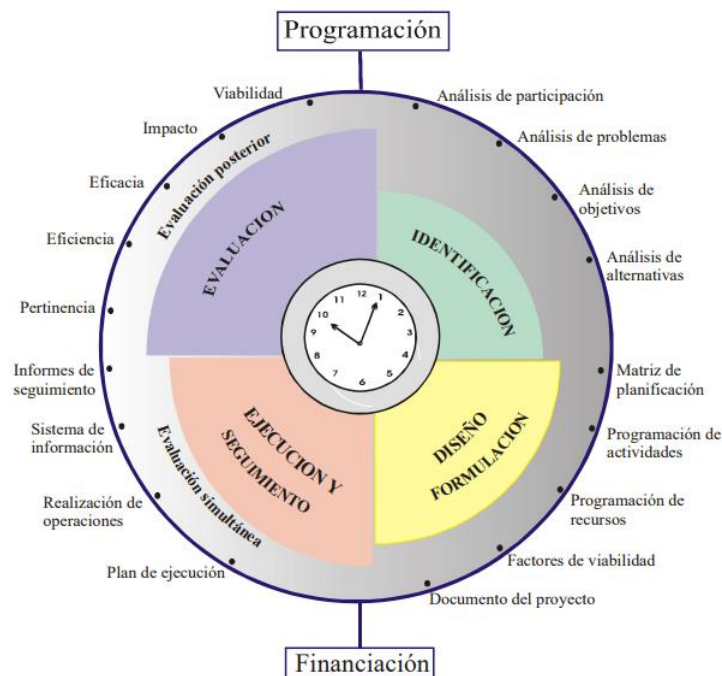 Programación
Viabilidad
Impacto
Eficacia
Eficiencia
Pertinencia
Informes de
seguimiento
Sistema de
información
Realización de
operaciones
Plan de ejecución
Análisis de participación
Análisis de problemas
Análisis de
objetivos
Análisis de
alternativas
Matriz de
planificación
Programación de
actividades
Programación de
recursos
Factores de viabilidad
Documento del proyecto
Evaluación posterior
EVALUACION
IDENTIFICACION
12
1
2
3
4
5
6
7
8
9
10
11
EJECUCION Y
SEGUIMIENTO
Evaluación simultánea
DISEÑO
FORMULACION
Financiación